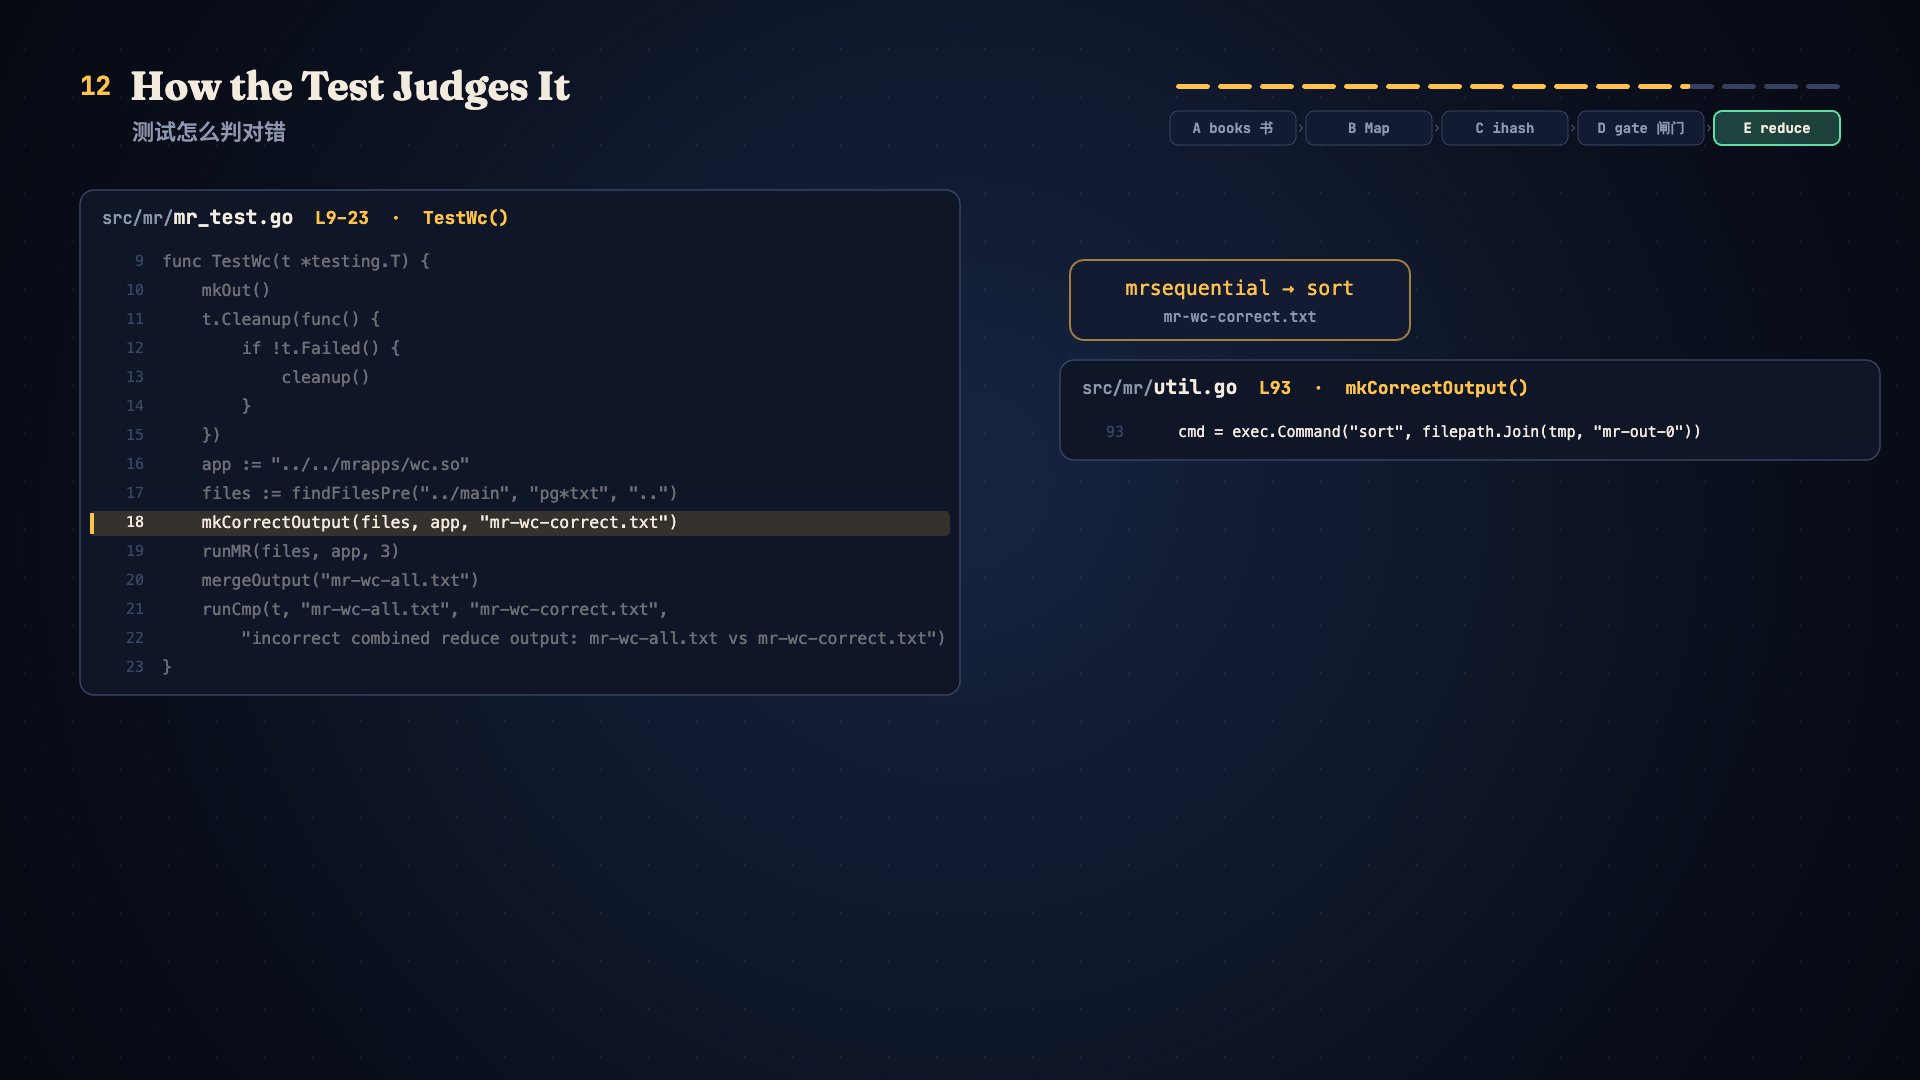 12 How the Test Judges It
测试怎么判对错
A books 书 › B Map › C ihash › D gate 闸门 › E reduce
src/mr/mr_test.go L9-23 · TestWc()
9 func TestWc(t *testing.T) {
10 mkOut()
11 t.Cleanup(func() {
12 if !t.Failed() {
13 cleanup()
14 }
15 })
16 app := "../../mrapps/wc.so"
17 files := findFilesPre("../main", "pg*txt", "..")
18 mkCorrectOutput(files, app, "mr-wc-correct.txt")
19 runMR(files, app, 3)
20 mergeOutput("mr-wc-all.txt")
21 runCmp(t, "mr-wc-all.txt", "mr-wc-correct.txt",
22 "incorrect combined reduce output: mr-wc-all.txt vs mr-wc-correct.txt")
23 }
mrsequential → sort
mr-wc-correct.txt
src/mr/util.go L93 · mkCorrectOutput()
93 cmd = exec.Command("sort", filepath.Join(tmp, "mr-out-0"))